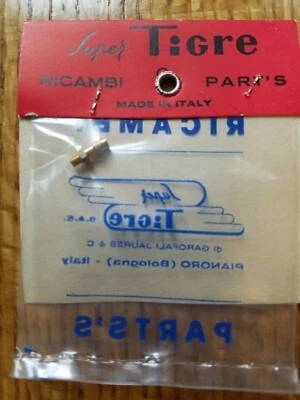 Super Tigre
RICAMBI PART'S
MADE IN ITALY
RICAMBI
Super
Tigre
S.A.S.
di GAROFALI JAURES & C
PIANORO (Bologna) - Italy
PART'S